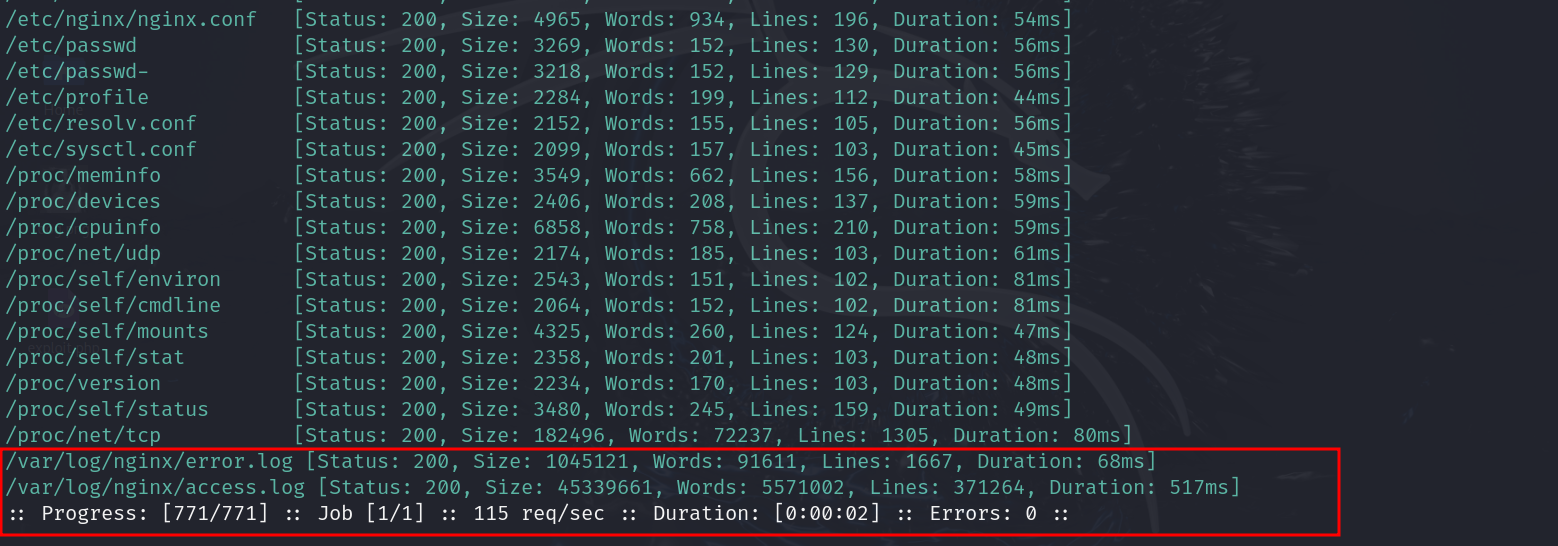 /etc/nginx/nginx.conf [Status: 200, Size: 4965, Words: 934, Lines: 196, Duration: 54ms]
/etc/passwd [Status: 200, Size: 3269, Words: 152, Lines: 130, Duration: 56ms]
/etc/passwd- [Status: 200, Size: 3218, Words: 152, Lines: 129, Duration: 56ms]
/etc/profile [Status: 200, Size: 2284, Words: 199, Lines: 112, Duration: 44ms]
/etc/resolv.conf [Status: 200, Size: 2152, Words: 155, Lines: 105, Duration: 56ms]
/etc/sysctl.conf [Status: 200, Size: 2099, Words: 157, Lines: 103, Duration: 45ms]
/proc/meminfo [Status: 200, Size: 3549, Words: 662, Lines: 156, Duration: 58ms]
/proc/devices [Status: 200, Size: 2406, Words: 208, Lines: 137, Duration: 59ms]
/proc/cpuinfo [Status: 200, Size: 6858, Words: 758, Lines: 210, Duration: 59ms]
/proc/net/udp [Status: 200, Size: 2174, Words: 185, Lines: 103, Duration: 61ms]
/proc/self/environ [Status: 200, Size: 2543, Words: 151, Lines: 102, Duration: 81ms]
/proc/self/cmdline [Status: 200, Size: 2064, Words: 152, Lines: 102, Duration: 81ms]
/proc/self/mounts [Status: 200, Size: 4325, Words: 260, Lines: 124, Duration: 47ms]
/proc/self/stat [Status: 200, Size: 2358, Words: 201, Lines: 103, Duration: 48ms]
/proc/version [Status: 200, Size: 2234, Words: 170, Lines: 103, Duration: 48ms]
/proc/self/status [Status: 200, Size: 3480, Words: 245, Lines: 159, Duration: 49ms]
/proc/net/tcp [Status: 200, Size: 182496, Words: 72237, Lines: 1305, Duration: 80ms]
/var/log/nginx/error.log [Status: 200, Size: 1045121, Words: 91611, Lines: 1667, Duration: 68ms]
/var/log/nginx/access.log [Status: 200, Size: 45339661, Words: 5571002, Lines: 371264, Duration: 517ms]
:: Progress: [771/771] :: Job [1/1] :: 115 req/sec :: Duration: [0:00:02] :: Errors: 0 ::